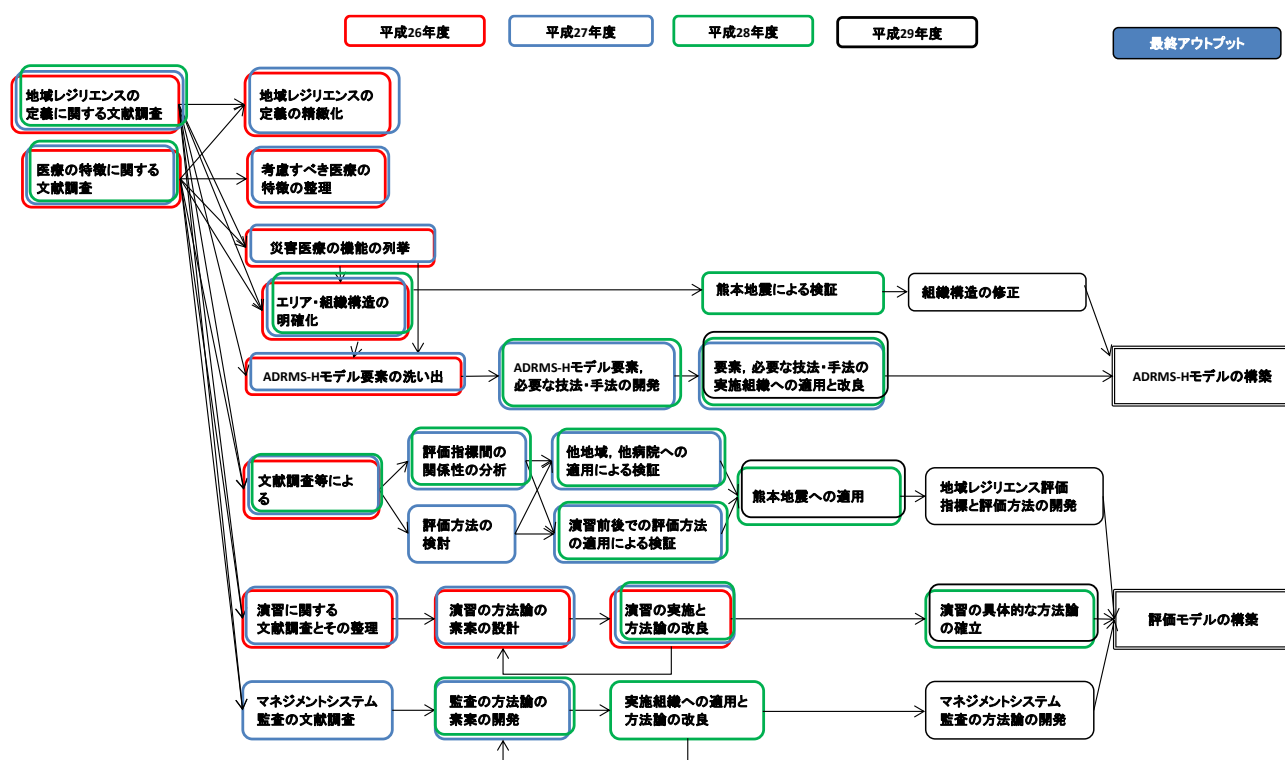 平成26年度
平成27年度
平成28年度
平成29年度
最終アウトプット
地域レジリエンスの
定義に関する文献調査
地域レジリエンスの
定義の精緻化
医療の特徴に関する
文献調査
考慮すべき医療の
特徴の整理
災害医療の機能の列挙
エリア・組織構造の
明確化
熊本地震による検証
組織構造の修正
ADRMS-Hモデル要素の洗い出
ADRMS-Hモデル要素,
必要な技法・手法の開発
要素，必要な技法・手法の
実施組織への適用と改良
ADRMS-Hモデルの構築
文献調査等によ
る
評価指標間の
関係性の分析
他地域，他病院への
適用による検証
評価方法の
検討
演習前後での評価方法
の適用による検証
熊本地震への適用
地域レジリエンス評価
指標と評価方法の開発
演習に関する
文献調査とその整理
演習の方法論の
素案の設計
演習の実施と
方法論の改良
演習の具体的な方法論
の確立
評価モデルの構築
マネジメントシステム
監査の文献調査
監査の方法論の
素案の開発
実施組織への適用と
方法論の改良
マネジメントシステム
監査の方法論の開発